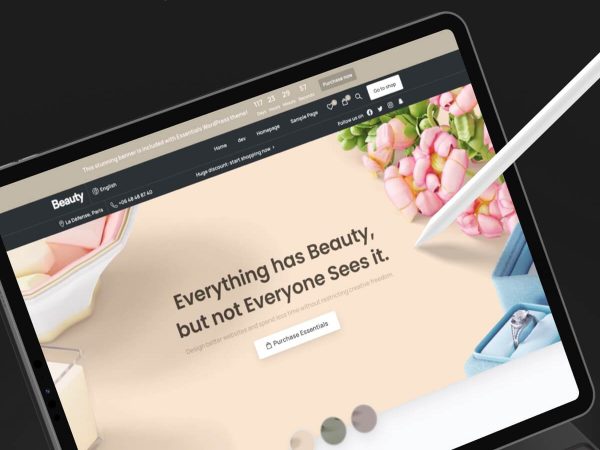 This stunning banner is included with Essentials WordPress theme!
117 Days 23 Hours 29 Minute 57 Seconds
Purchase now
Beauty
English
Home dev Homepage Sample Page
Go to shop
La Défense, Paris +06 48 48 87 40
Huge discount: start shopping now
Follow us on
Everything has Beauty,
but not Everyone Sees it.
Design better websites and spend less time without restricting creative freedom.
Purchase Essentials